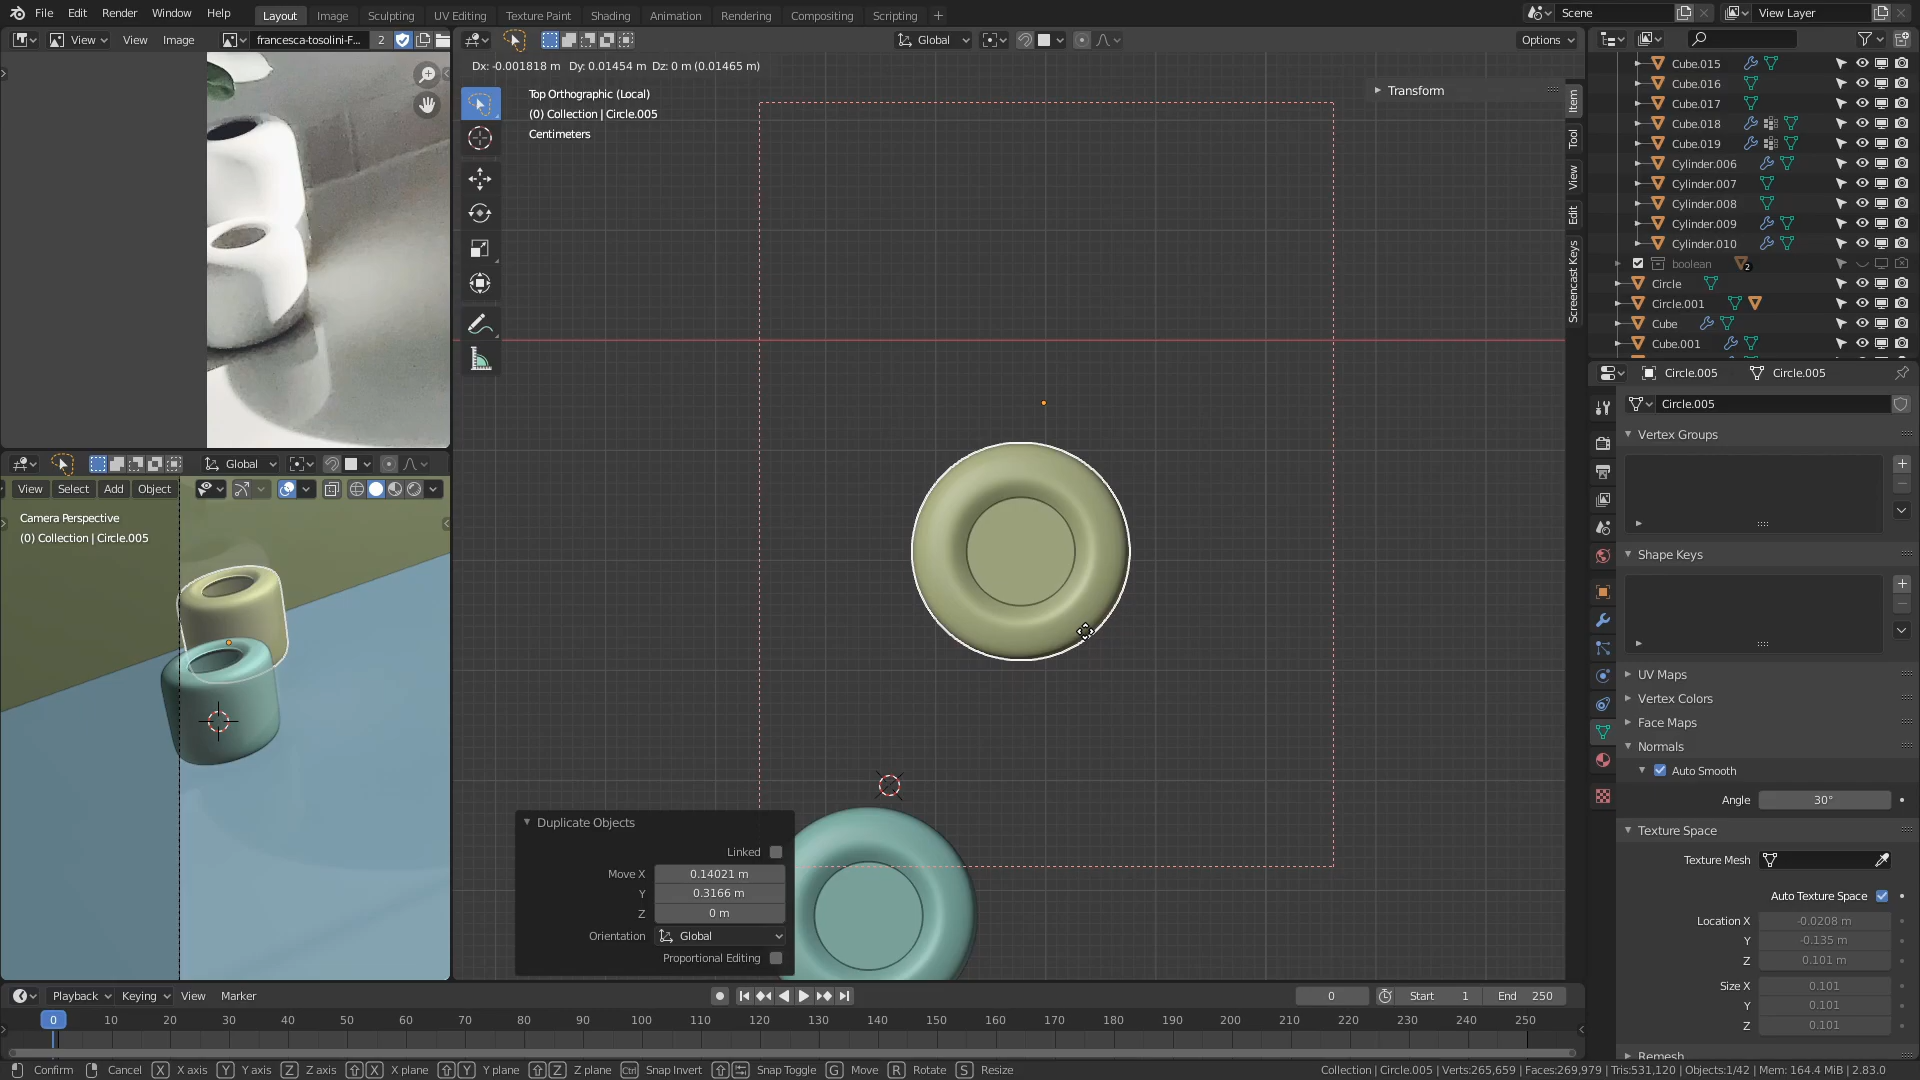 File Edit Render Window Help Layout Image Sculpting UV Editing Texture Paint Shading Animation Rendering Compositing Scripting + Scene View Layer
View View Image francesca-tosolini-F... 2
Global Options
Dx: -0.001818 m Dy: 0.01454 m Dz: 0 m (0.01465 m)
Top Orthographic (Local)
(0) Collection | Circle.005
Centimeters
Transform
Item
Tool
View
Edit
Screencast Keys
Cube.015
Cube.016
Cube.017
Cube.018
Cube.019
Cylinder.006
Cylinder.007
Cylinder.008
Cylinder.009
Cylinder.010
boolean 2
Circle
Circle.001
Cube
Cube.001
Global
View Select Add Object
Camera Perspective
(0) Collection | Circle.005
Duplicate Objects
Linked
Move X 0.14021 m
Y 0.3166 m
Z 0 m
Orientation Global
Proportional Editing
Circle.005 Circle.005
Circle.005
Vertex Groups
Shape Keys
UV Maps
Vertex Colors
Face Maps
Normals
Auto Smooth
Angle 30°
Texture Space
Texture Mesh
Auto Texture Space
Location X -0.0208 m
Y -0.135 m
Z 0.101 m
Size X 0.101
Y 0.101
Z 0.101
Remesh
Playback Keying View Marker 0 Start 1 End 250
0 10 20 30 40 50 60 70 80 90 100 110 120 130 140 150 160 170 180 190 200 210 220 230 240 250
Confirm Cancel X X axis Y Y axis Z Z axis X X plane Y Y plane Z Z plane Ctrl Snap Invert Snap Toggle G Move R Rotate S Resize Collection | Circle.005 | Verts:265,659 | Faces:269,979 | Tris:531,120 | Objects:1/42 | Mem: 164.4 MiB | 2.83.0